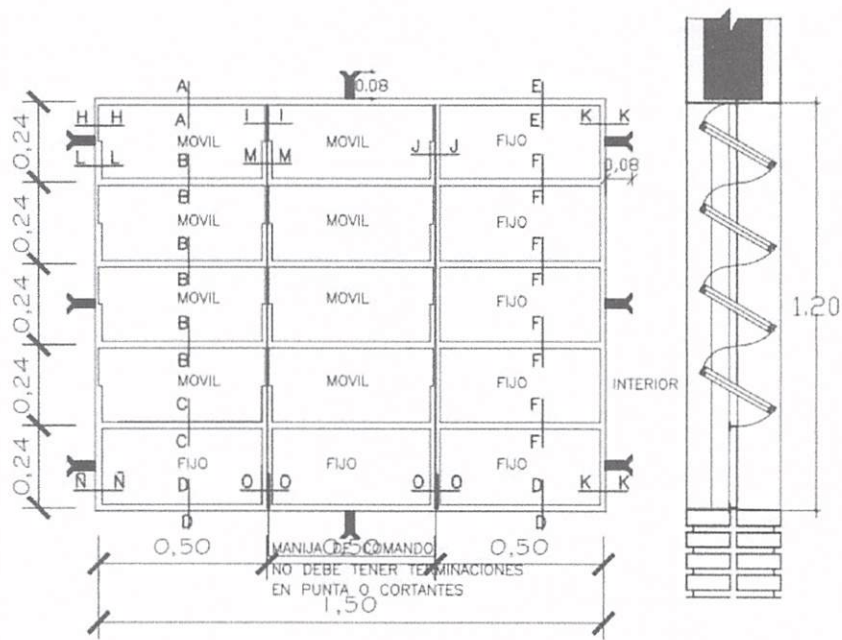 A 0.08 E
H H A I I E K K
0,24 MOVIL MOVIL FIJO
L L B M M J J F 0,08
B F
0,24 MOVIL MOVIL FIJO
B F
B F
0,24 MOVIL MOVIL FIJO
B F
1,20
B F
0,24 MOVIL MOVIL FIJO INTERIOR
C F
C F
0,24 FIJO FIJO FIJO
Ñ Ñ D O O O O D K K
D D
0,50 0,50 0,50
MANIJA DE COMANDO
NO DEBE TENER TERMINACIONES
EN PUNTA O CORTANTES
1,50